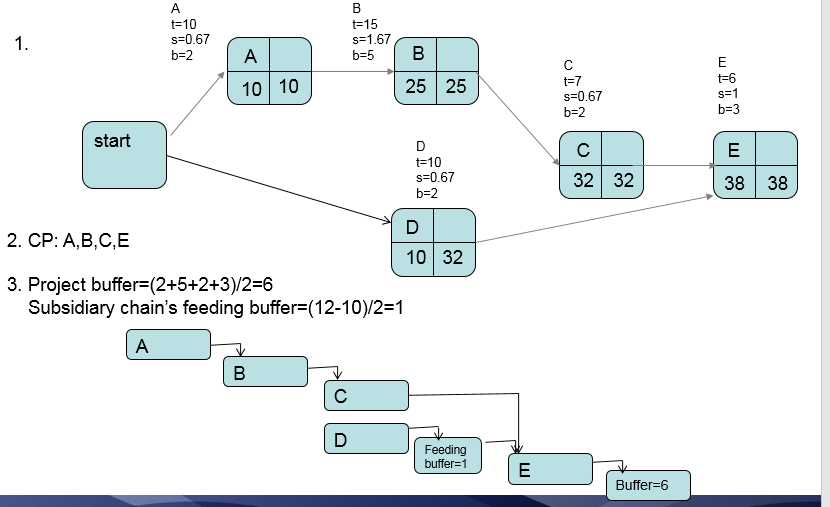 1.
A
t=10
s=0.67
b=2
B
t=15
s=1.67
b=5
C
t=7
s=0.67
b=2
E
t=6
s=1
b=3
D
t=10
s=0.67
b=2
start
A
10 10
B
25 25
C
32 32
E
38 38
D
10 32
2. CP: A,B,C,E
3. Project buffer=(2+5+2+3)/2=6
Subsidiary chain's feeding buffer=(12-10)/2=1
A
B
C
D
Feeding
buffer=1
E
Buffer=6